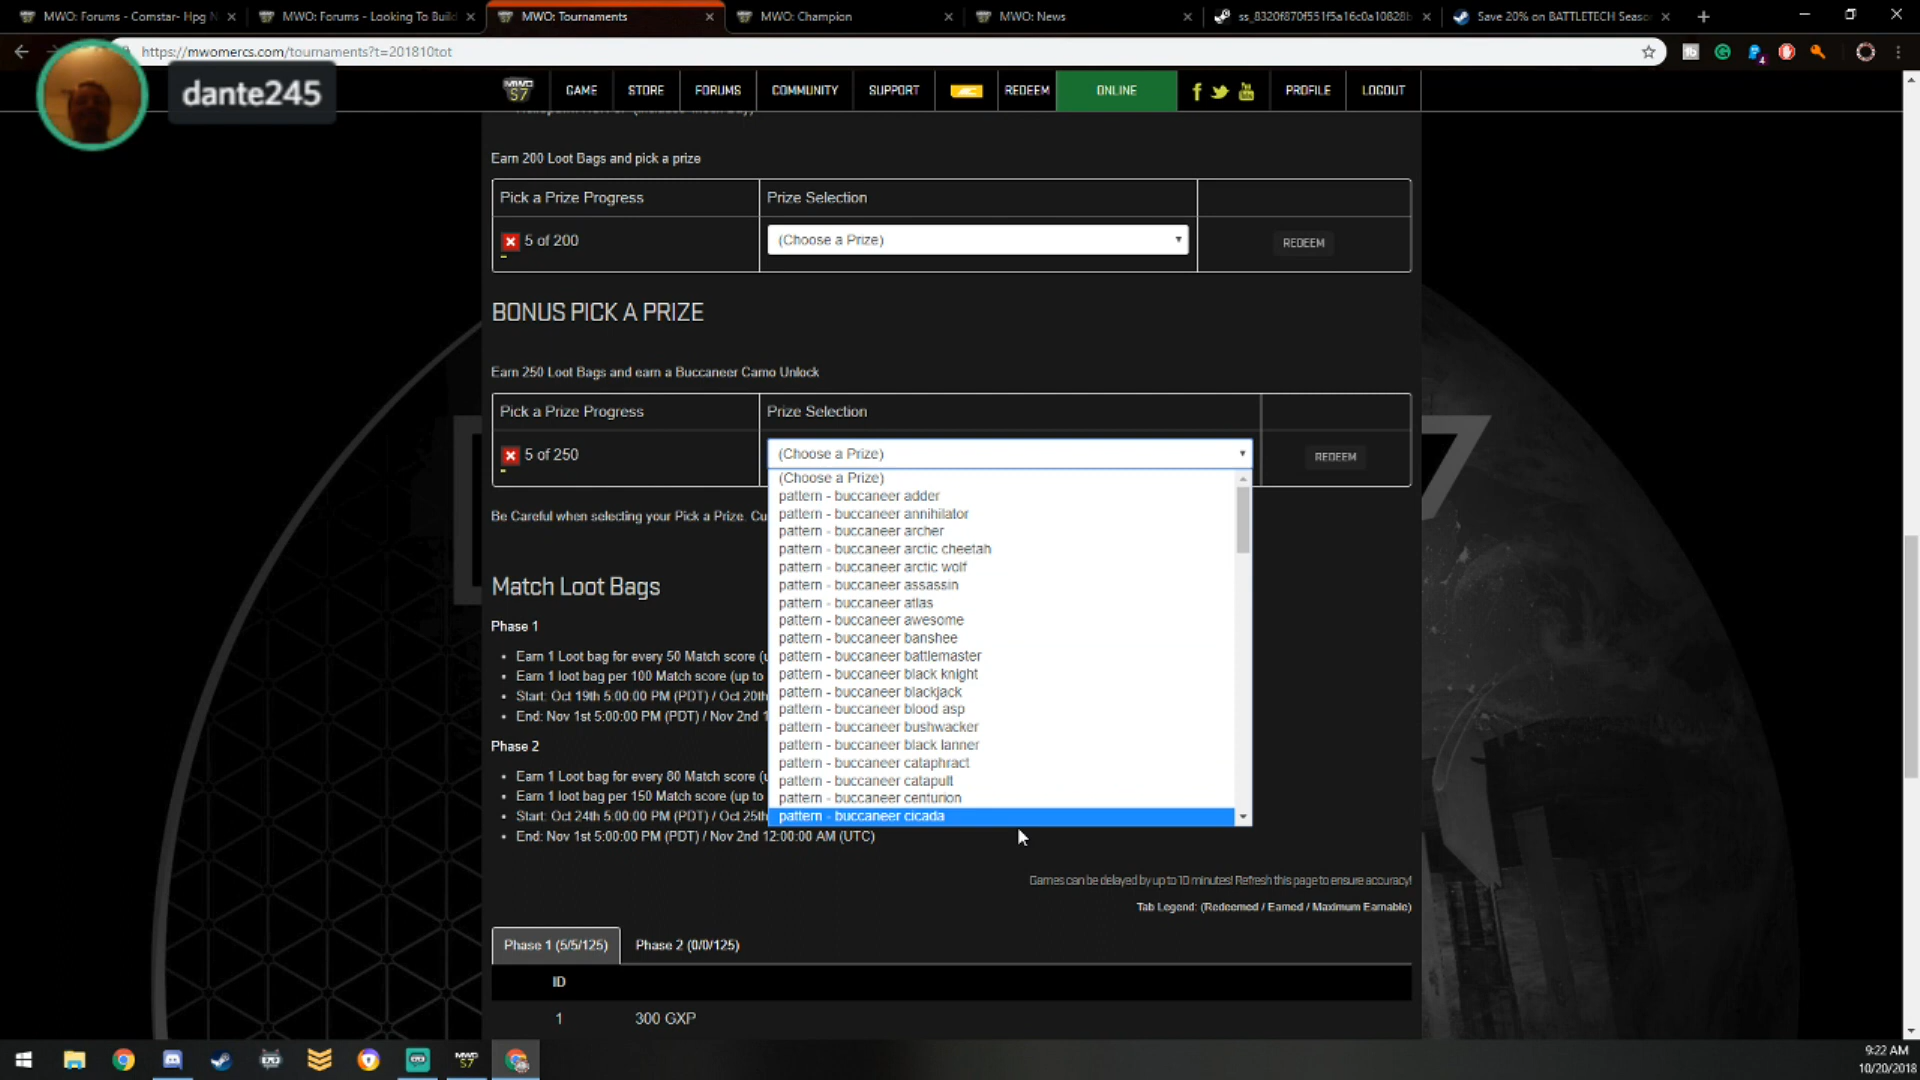 MWO: Forums - Comstar- Hpg N
MWO: Forums - Looking To Build
MWO: Tournaments
MWO: Champion
MWO: News
ss_8320f870f551f5a16c0a10828b
Save 20% on BATTLETECH Seaso
https://mwomercs.com/tournaments?t=201810tot
dante245
MWO S7
GAME
STORE
FORUMS
COMMUNITY
SUPPORT
REDEEM
ONLINE
PROFILE
LOGOUT
Earn 200 Loot Bags and pick a prize
Pick a Prize Progress
Prize Selection
5 of 200
(Choose a Prize)
REDEEM
BONUS PICK A PRIZE
Earn 250 Loot Bags and earn a Buccaneer Camo Unlock
Pick a Prize Progress
Prize Selection
5 of 250
(Choose a Prize)
REDEEM
(Choose a Prize)
pattern - buccaneer adder
pattern - buccaneer annihilator
pattern - buccaneer archer
pattern - buccaneer arctic cheetah
pattern - buccaneer arctic wolf
pattern - buccaneer assassin
pattern - buccaneer atlas
pattern - buccaneer awesome
pattern - buccaneer banshee
pattern - buccaneer battlemaster
pattern - buccaneer black knight
pattern - buccaneer blackjack
pattern - buccaneer blood asp
pattern - buccaneer bushwacker
pattern - buccaneer black lanner
pattern - buccaneer cataphract
pattern - buccaneer catapult
pattern - buccaneer centurion
pattern - buccaneer cicada
Be Careful when selecting your Pick a Prize. Cu
Match Loot Bags
Phase 1
Earn 1 Loot bag for every 50 Match score (u
Earn 1 loot bag per 100 Match score (up to
Start: Oct 19th 5:00:00 PM (PDT) / Oct 20th
End: Nov 1st 5:00:00 PM (PDT) / Nov 2nd 1
Phase 2
Earn 1 Loot bag for every 80 Match score (u
Earn 1 loot bag per 150 Match score (up to
Start: Oct 24th 5:00:00 PM (PDT) / Oct 25th
End: Nov 1st 5:00:00 PM (PDT) / Nov 2nd 12:00:00 AM (UTC)
Games can be delayed by up to 10 minutes! Refresh this page to ensure accuracy!
Tab Legend: (Redeemed / Earned / Maximum Earnable)
Phase 1 (5/5/125)
Phase 2 (0/0/125)
ID
1
300 GXP
MWO S7
9:22 AM
10/20/2018